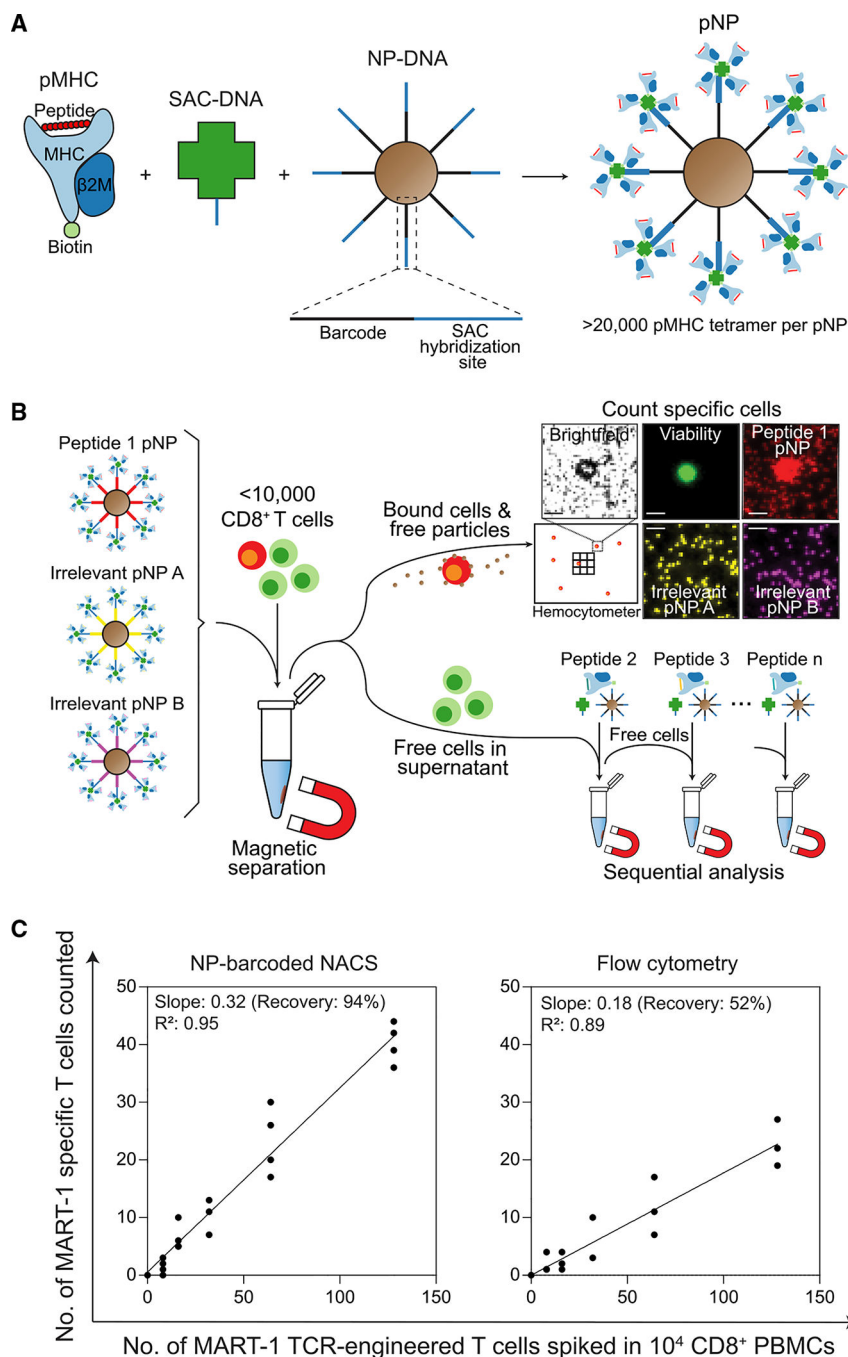 A
pMHC
Peptide
MHC
β2M
Biotin
+
SAC-DNA
+
NP-DNA
Barcode
SAC
hybridization
site
pNP
>20,000 pMHC tetramer per pNP
B
Peptide 1 pNP
Irrelevant pNP A
Irrelevant pNP B
<10,000
CD8⁺ T cells
Magnetic
separation
Bound cells &
free particles
Free cells in
supernatant
Count specific cells
Brightfield
Viability
Peptide 1
pNP
Hemocytometer
Irrelevant
pNP A
Irrelevant
pNP B
Peptide 2
Peptide 3
...
Peptide n
Free cells
Sequential analysis
C
No. of MART-1 specific T cells counted
NP-barcoded NACS
Slope: 0.32 (Recovery: 94%)
R²: 0.95
50
40
30
20
10
0
0 50 100 150
Flow cytometry
Slope: 0.18 (Recovery: 52%)
R²: 0.89
50
40
30
20
10
0
0 50 100 150
No. of MART-1 TCR-engineered T cells spiked in 10⁴ CD8⁺ PBMCs